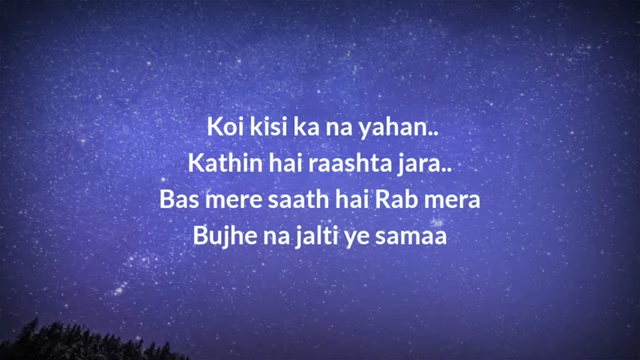 Koi kisi ka na yahan..
Kathin hai raashta jara..
Bas mere saath hai Rab mera
Bujhe na jalti ye samaa